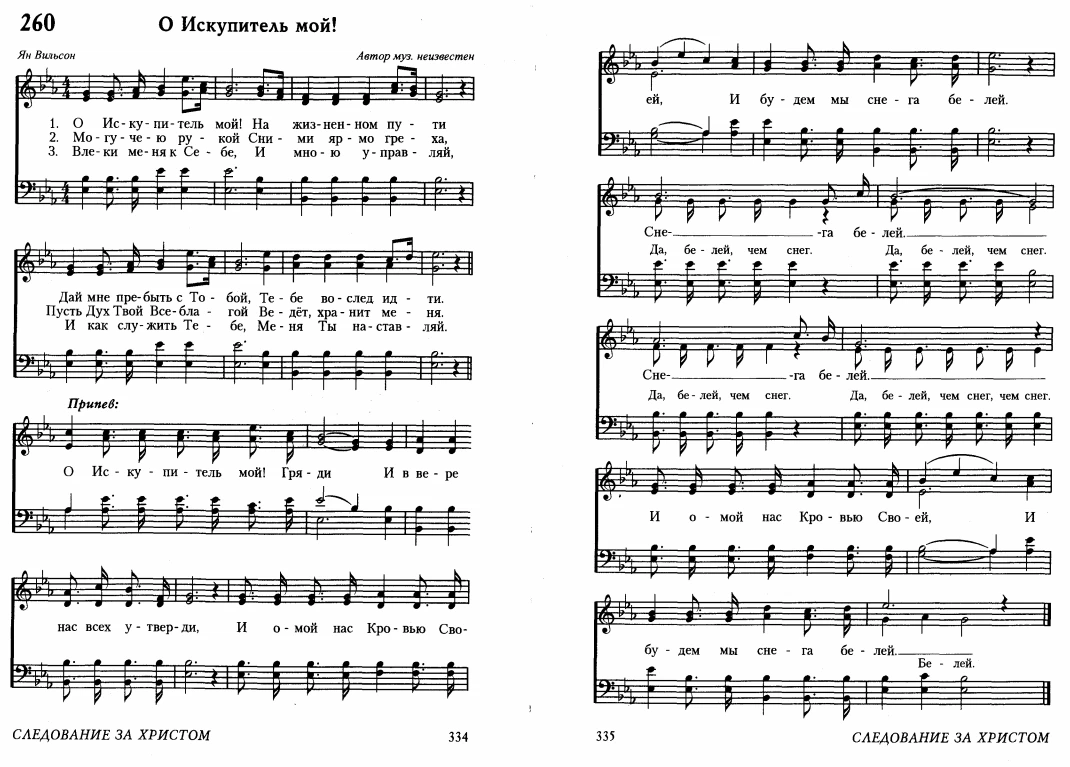 260
О Искупитель мой!
Ян Вильсон
Автор муз. неизвестен
1. О Ис-ку-пи-тель мой! На жиз-нен-ном пу - ти
2. Мо-гу-че-ю ру - кой Сни - ми яр-мо гре - ха,
3. Вле-ки ме-ня к Се - бе, И мно-ю у-прав - ляй,
Дай мне пре-быть с То - бой, Те - бе во-след ид - ти.
Пусть Дух Твой Все-бла - гой Ве - дёт, хра-нит ме - ня.
И как слу-жить Те - бе, Ме - ня Ты на-став - ляй.
Припев:
О Ис - ку - пи - тель мой! Гря - ди И в ве - ре
нас всех у - твер-ди, И о-мой нас Кро-вью Сво-
СЛЕДОВАНИЕ ЗА ХРИСТОМ
334
ей, И бу-дем мы сне - га бе - лей.
Сне- -га бе - лей.
Да, бе - лей, чем снег. Да, бе - лей, чем снег.
Сне- -га бе - лей.
Да, бе - лей, чем снег. Да, бе - лей, чем снег, чем снег.
И о - мой нас Кро - вью Сво - ей, И
бу - дем мы сне - га бе - лей.
Бе - лей.
335
СЛЕДОВАНИЕ ЗА ХРИСТОМ